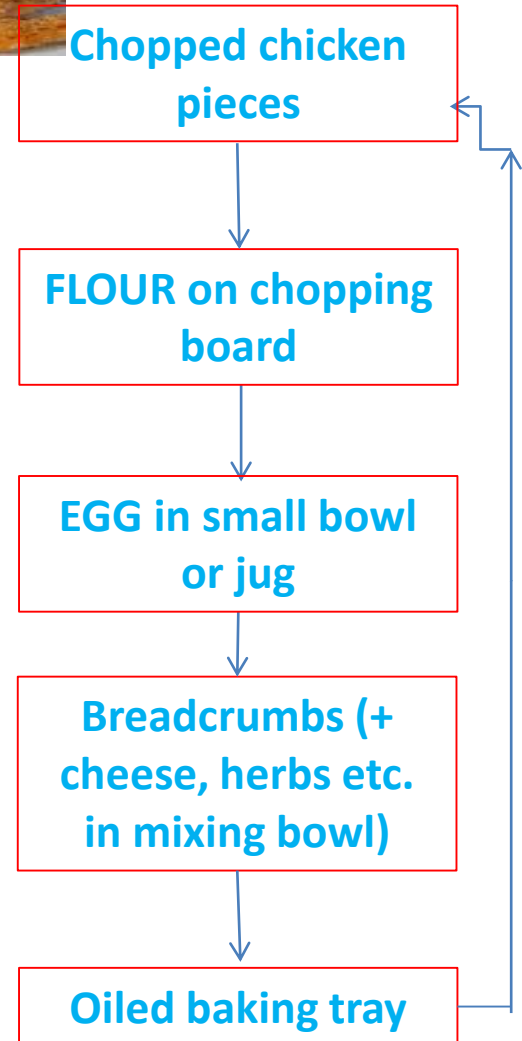 Chopped chicken
pieces
FLOUR on chopping
board
EGG in small bowl
or jug
Breadcrumbs (+
cheese, herbs etc.
in mixing bowl)
Oiled baking tray